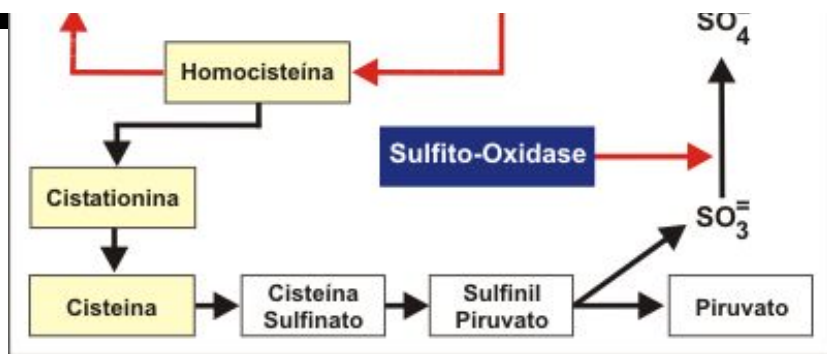 SO4=
Homocisteína
Sulfito-Oxidase
Cistationina
SO3=
Cisteina
Cisteína
Sulfinato
Sulfinil
Piruvato
Piruvato